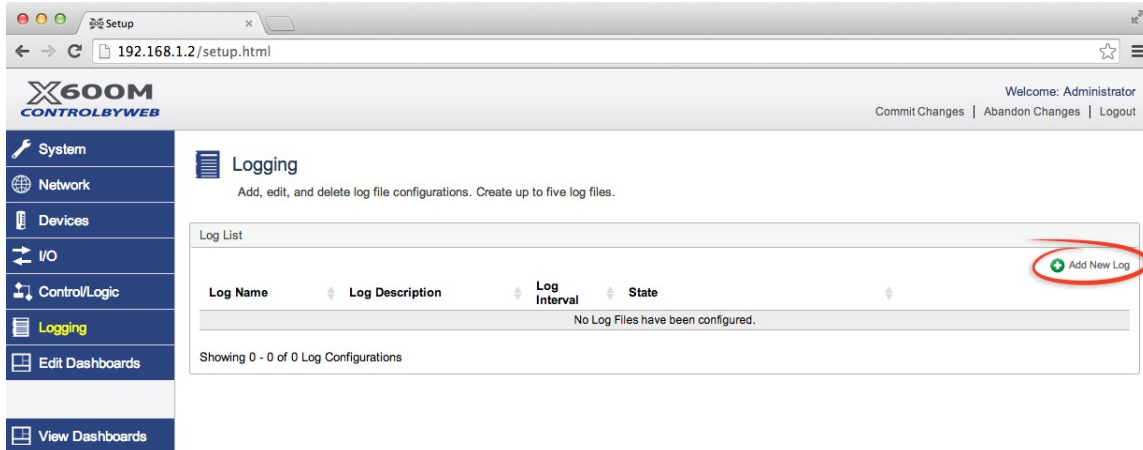 Setup
192.168.1.2/setup.html
X600M
CONTROLBYWEB
Welcome: Administrator
Commit Changes | Abandon Changes | Logout
System
Network
Devices
I/O
Control/Logic
Logging
Edit Dashboards
View Dashboards
Logging
Add, edit, and delete log file configurations. Create up to five log files.
Log List
Add New Log
Log Name Log Description Log Interval State
No Log Files have been configured.
Showing 0 - 0 of 0 Log Configurations